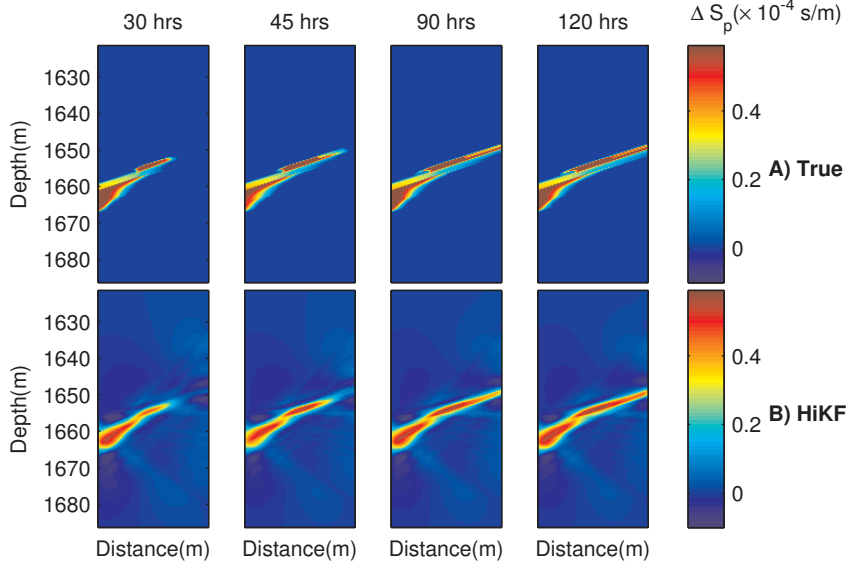 30 hrs
45 hrs
90 hrs
120 hrs
Δ S_p(× 10^-4 s/m)
Depth(m)
1630
1640
1650
1660
1670
1680
0.4
0.2
0
A) True
Depth(m)
1630
1640
1650
1660
1670
1680
0.4
0.2
0
B) HiKF
Distance(m)
Distance(m)
Distance(m)
Distance(m)